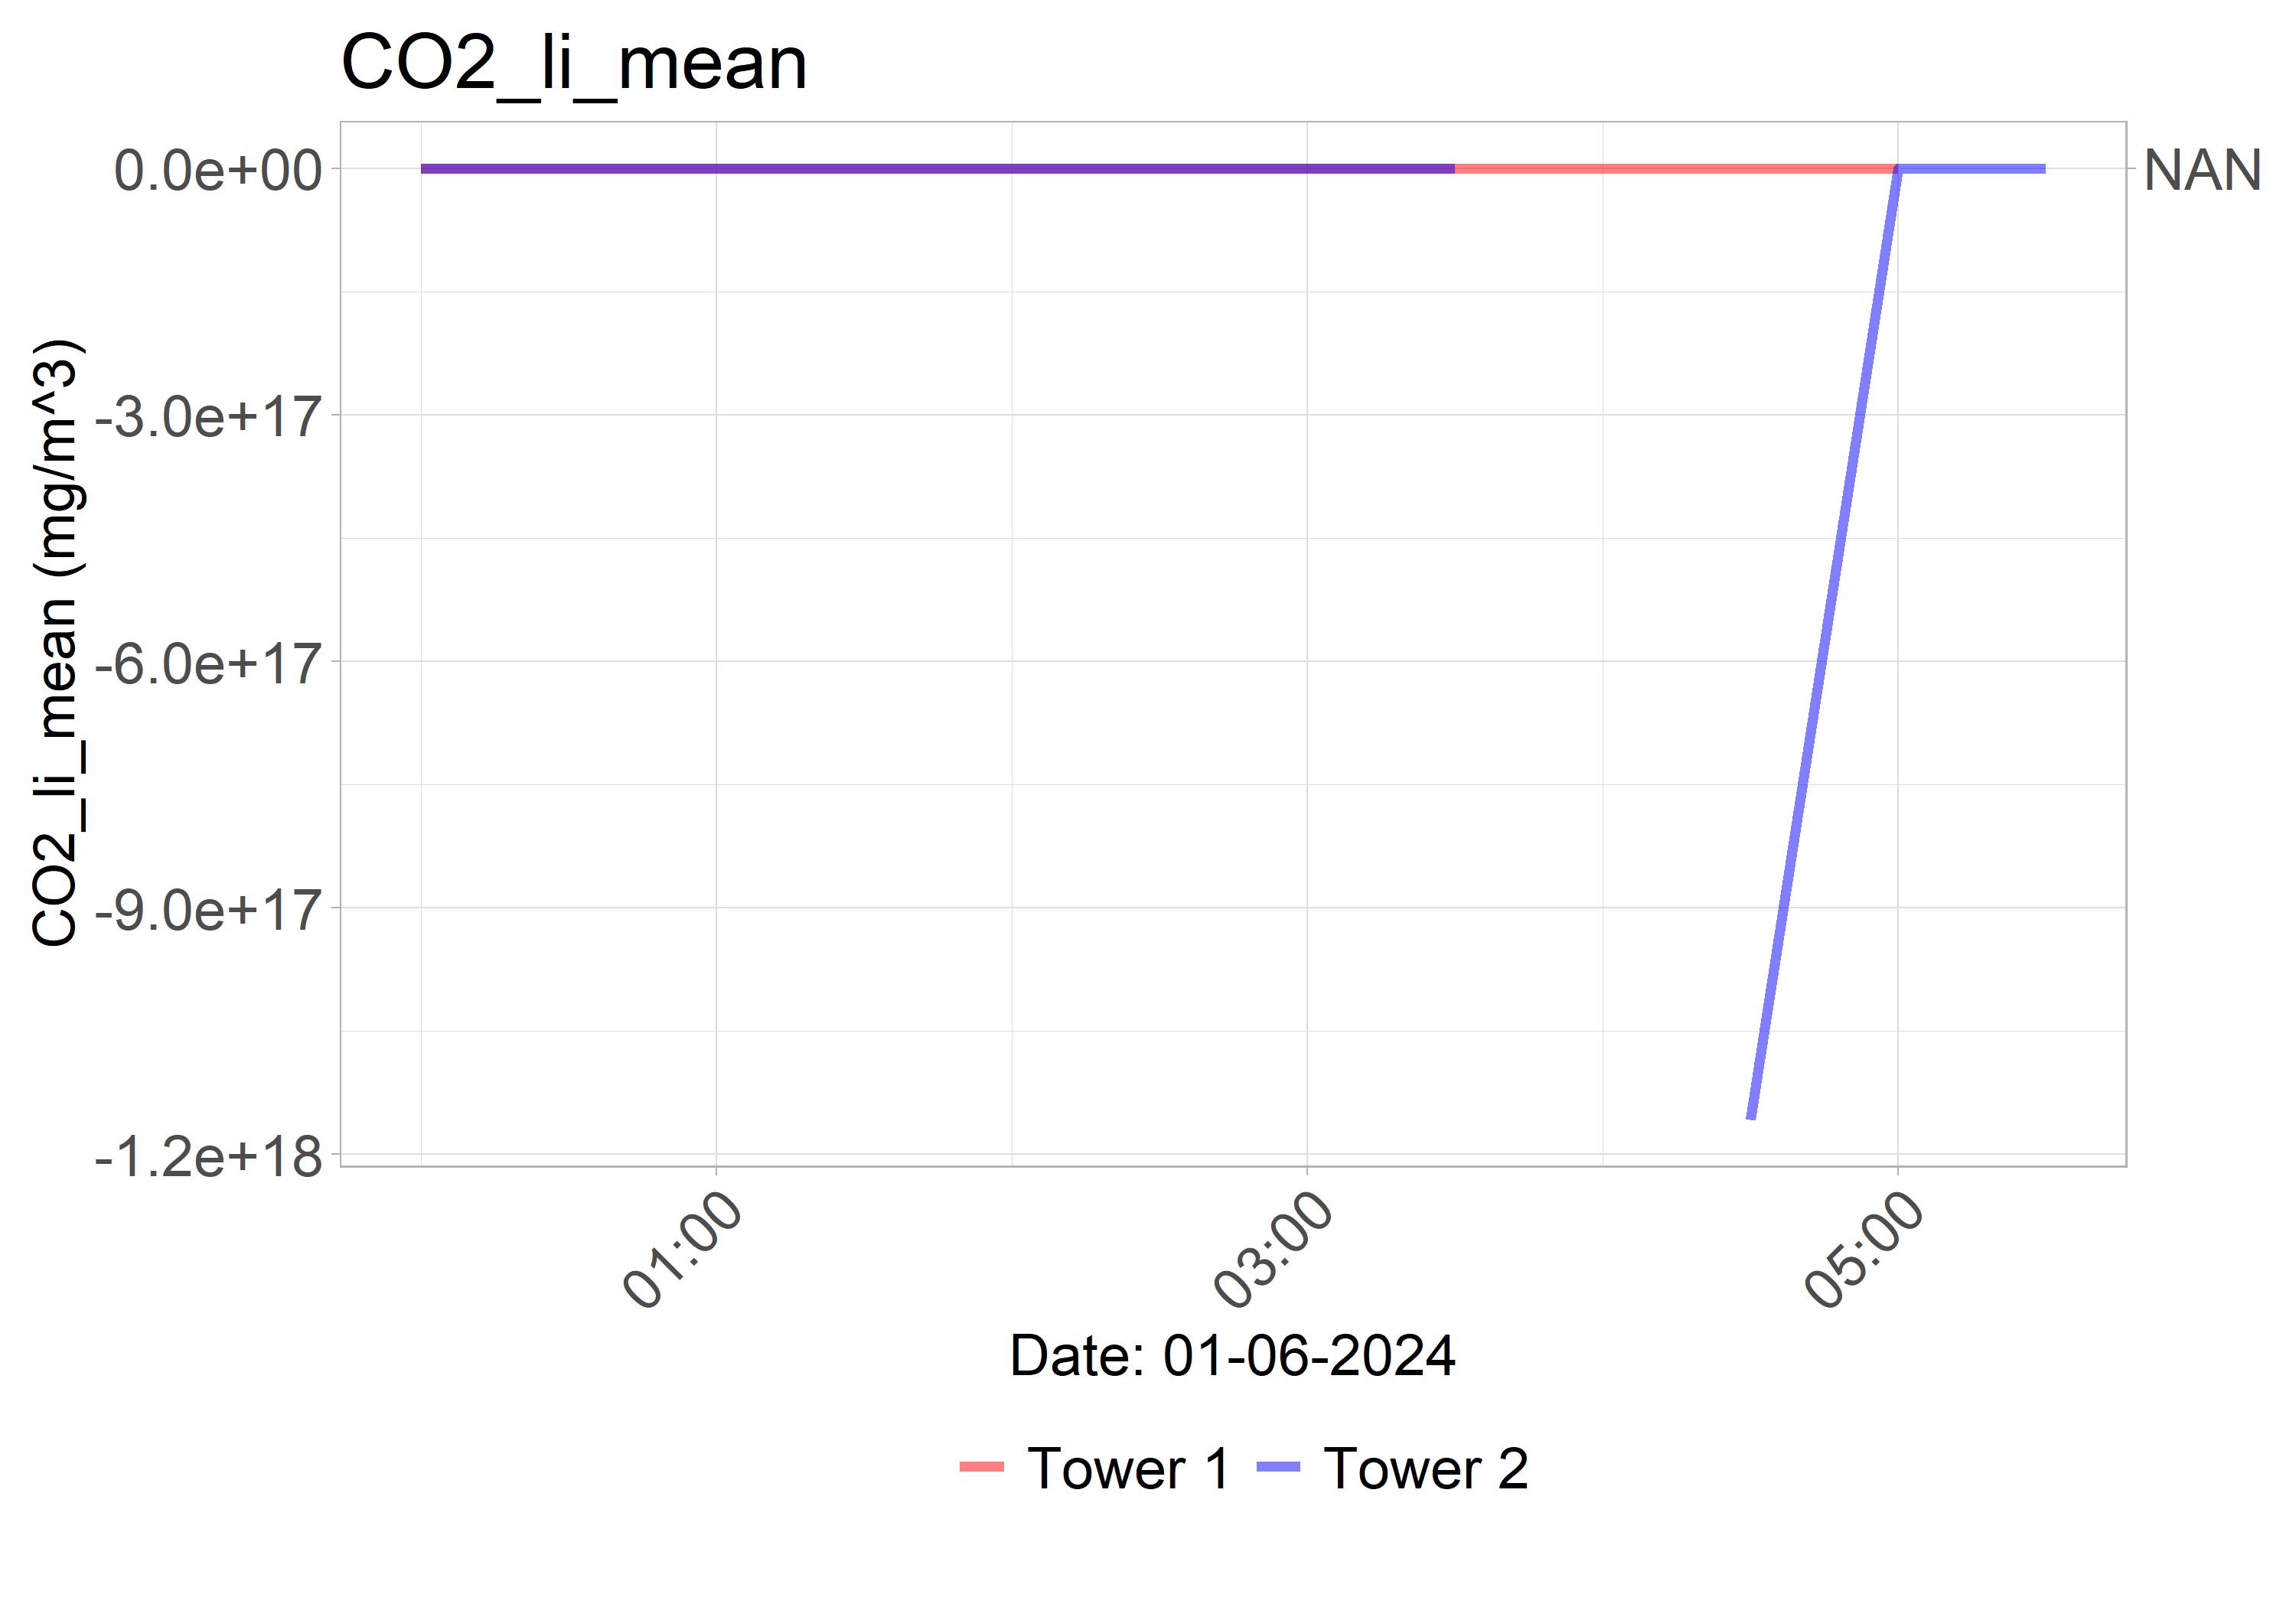 CO2_li_mean
CO2_li_mean (mg/m^3)
0.0e+00
-3.0e+17
-6.0e+17
-9.0e+17
-1.2e+18
NAN
01:00
03:00
05:00
Date: 01-06-2024
Tower 1
Tower 2